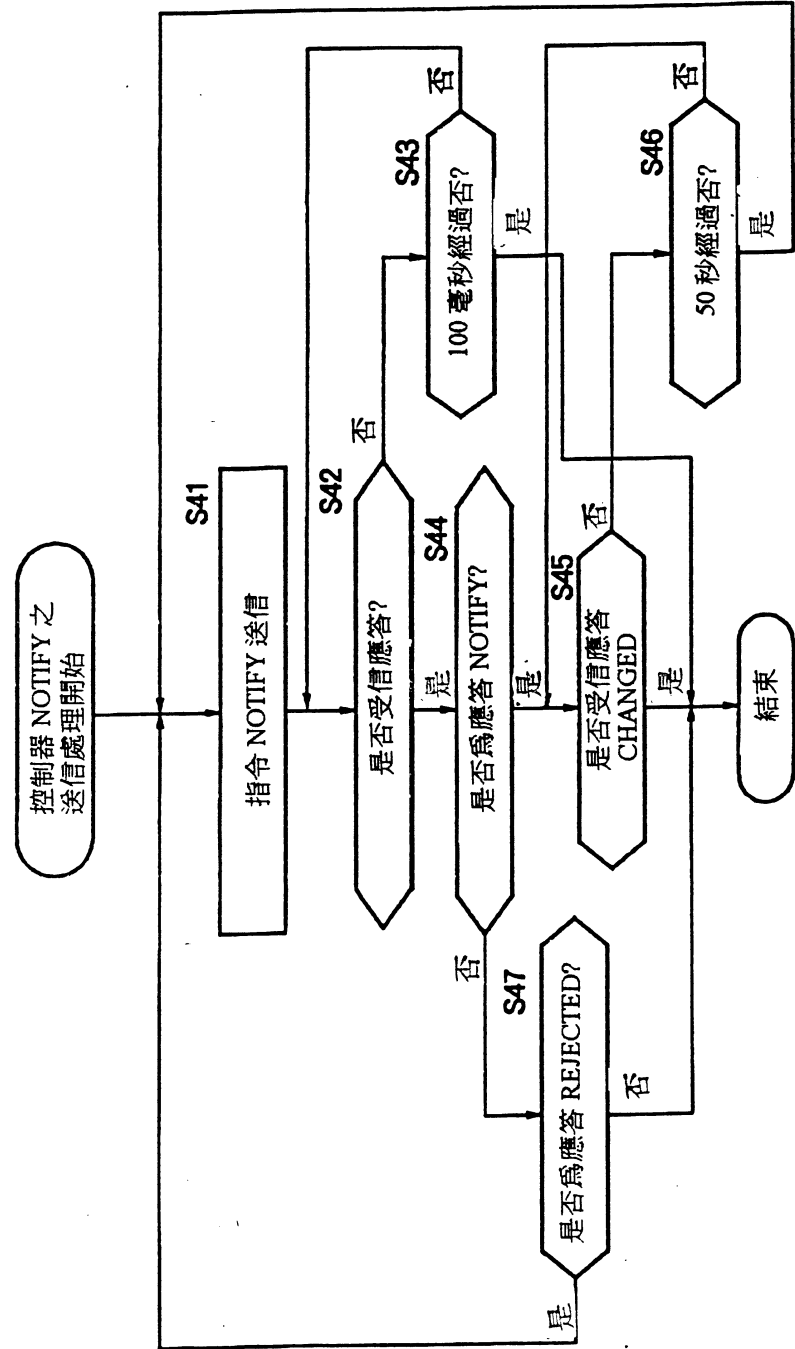 控制器 NOTIFY 之
送信處理開始
S41
指令 NOTIFY 送信
S42
是否受信應答?
否
是
S43
100 毫秒經過否?
否
是
S44
是否爲應答 NOTIFY?
否
是
S45
是否受信應答
CHANGED
否
是
S46
50 秒經過否?
否
是
S47
是否爲應答 REJECTED?
是
否
結束